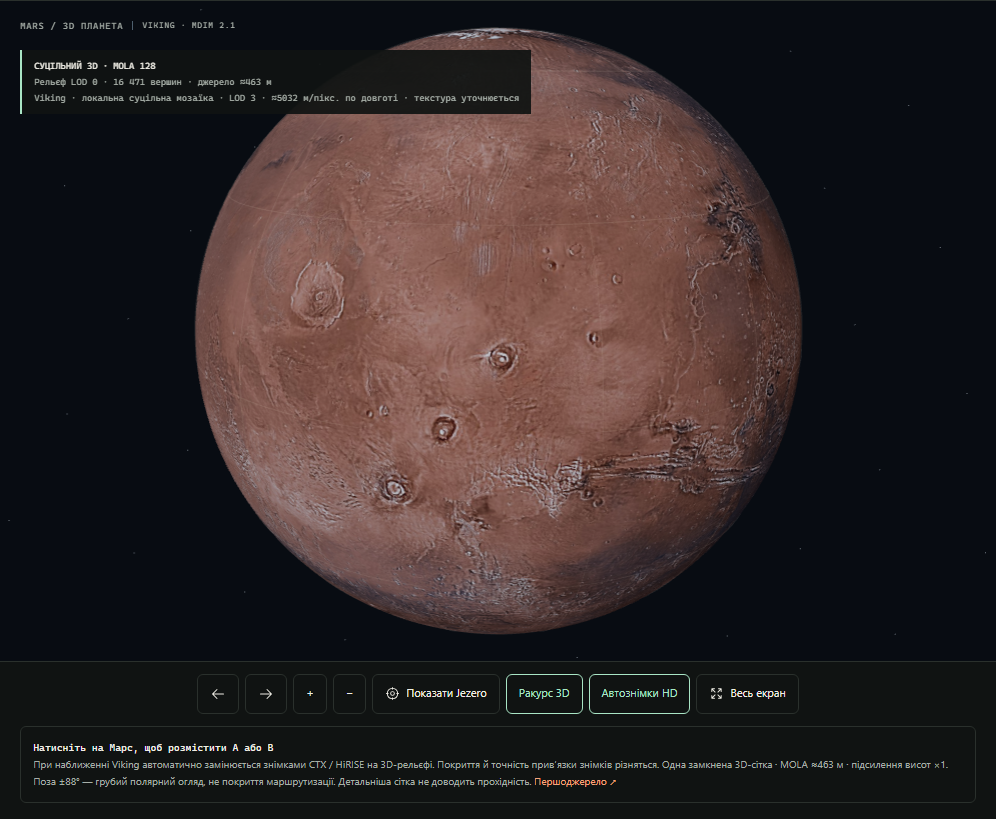 MARS / 3D ПЛАНЕТА | VIKING · MDIM 2.1
СУЦІЛЬНИЙ 3D · MOLA 128
Рельєф LOD 0 · 16 471 вершин · джерело ≈463 м
Viking · локальна суцільна мозаїка · LOD 3 · ≈5032 м/пікс. по довготі · текстура уточнюється
← → + − Показати Jezero Ракурс 3D Автознімки HD Весь екран
Натисніть на Марс, щоб розмістити A або B
При наближенні Viking автоматично замінюється знімками CTX / HiRISE на 3D-рельєфі. Покриття й точність прив'язки знімків різняться. Одна замкнена 3D-сітка · MOLA ≈463 м · підсилення висот ×1.
Поза ±88° — грубий полярний огляд, не покриття маршрутизації. Детальніша сітка не доводить прохідність. Першоджерело ↗